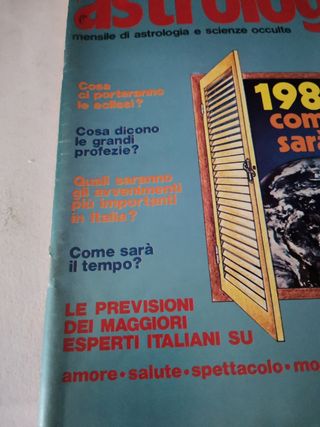 astrolog
mensile di astrologia e scienze occulte
Cosa
ci porteranno
le eclissi?
198
com
sarà
Cosa dicono
le grandi
profezie?
Quali saranno
gli avvenimenti
più importanti
in Italia?
Come sarà
il tempo?
LE PREVISIONI
DEI MAGGIORI
ESPERTI ITALIANI SU
amore • salute • spettacolo • mo